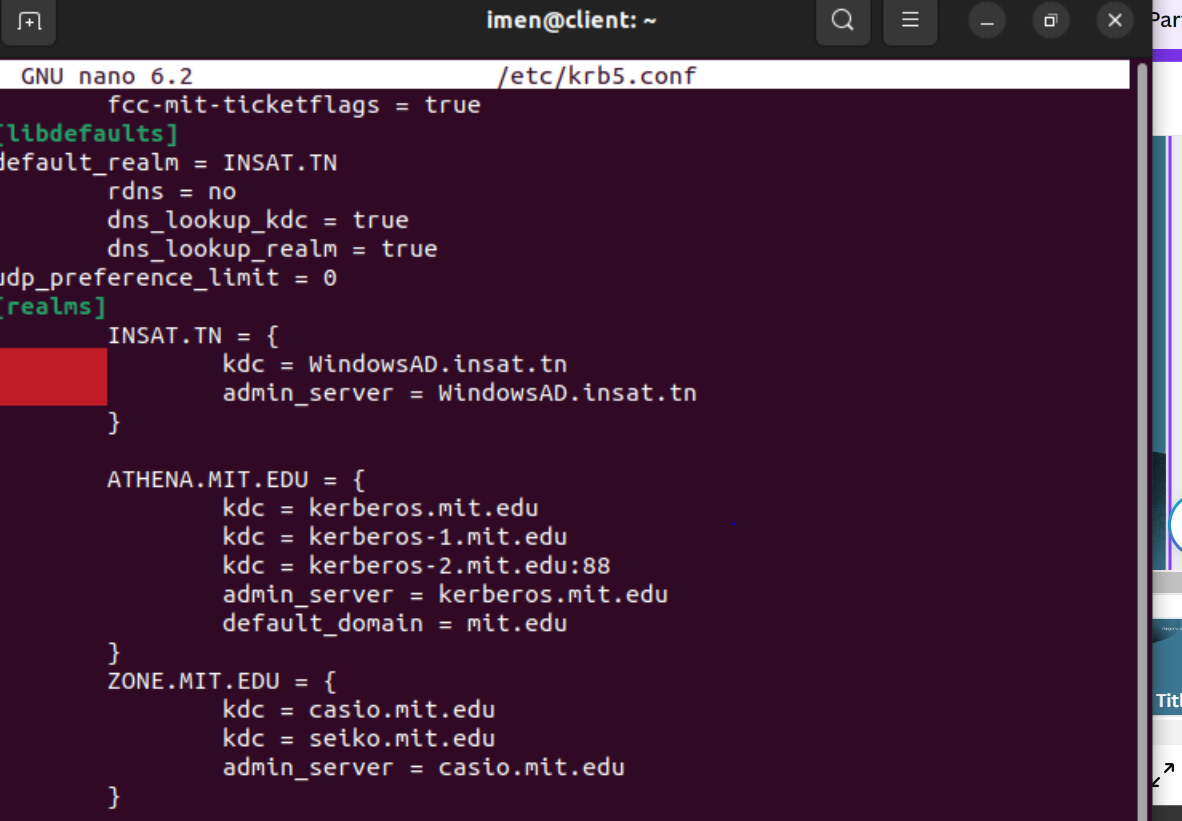 imen@client: ~
GNU nano 6.2 /etc/krb5.conf
fcc-mit-ticketflags = true
[libdefaults]
default_realm = INSAT.TN
rdns = no
dns_lookup_kdc = true
dns_lookup_realm = true
udp_preference_limit = 0
[realms]
INSAT.TN = {
kdc = WindowsAD.insat.tn
admin_server = WindowsAD.insat.tn
}
ATHENA.MIT.EDU = {
kdc = kerberos.mit.edu
kdc = kerberos-1.mit.edu
kdc = kerberos-2.mit.edu:88
admin_server = kerberos.mit.edu
default_domain = mit.edu
}
ZONE.MIT.EDU = {
kdc = casio.mit.edu
kdc = seiko.mit.edu
admin_server = casio.mit.edu
}